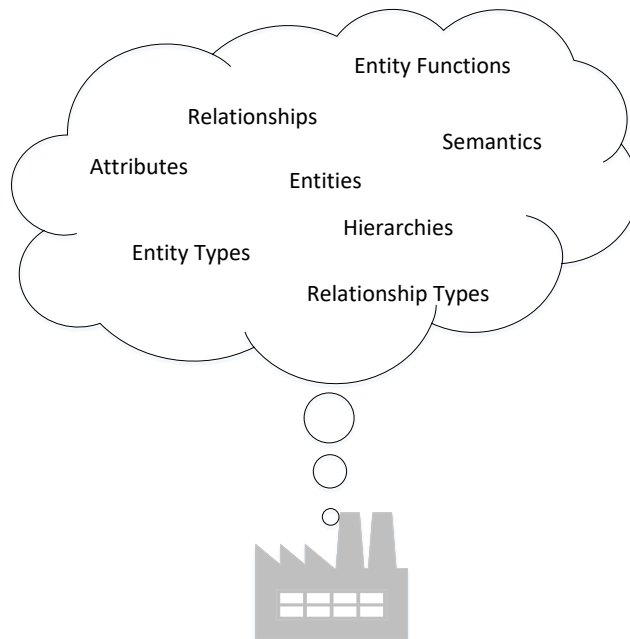 Entity Functions
Relationships
Semantics
Attributes
Entities
Hierarchies
Entity Types
Relationship Types